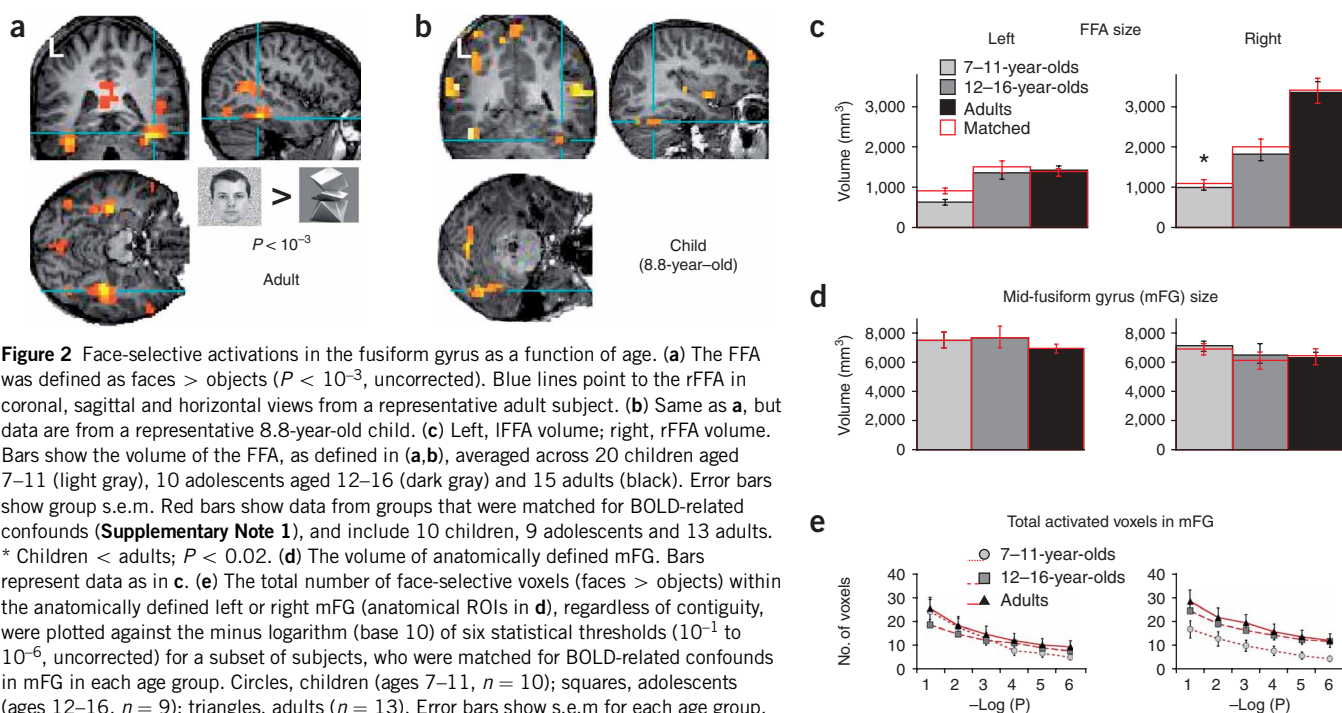 a
L
>
P < 10−3
Adult
b
L
Child
(8.8-year–old)
c
FFA size
Left
Right
7–11-year-olds
12–16-year-olds
Adults
Matched
Volume (mm3)
3,000
2,000
1,000
0
3,000
2,000
1,000
0
*
d
Mid-fusiform gyrus (mFG) size
Volume (mm3)
8,000
6,000
4,000
2,000
0
8,000
6,000
4,000
2,000
0
e
Total activated voxels in mFG
7–11-year-olds
12–16-year-olds
Adults
No. of voxels
40
30
20
10
0
1 2 3 4 5 6
–Log (P)
40
30
20
10
0
1 2 3 4 5 6
–Log (P)
Figure 2 Face-selective activations in the fusiform gyrus as a function of age. (a) The FFA
was defined as faces > objects (P < 10−3, uncorrected). Blue lines point to the rFFA in
coronal, sagittal and horizontal views from a representative adult subject. (b) Same as a, but
data are from a representative 8.8-year-old child. (c) Left, lFFA volume; right, rFFA volume.
Bars show the volume of the FFA, as defined in (a,b), averaged across 20 children aged
7–11 (light gray), 10 adolescents aged 12–16 (dark gray) and 15 adults (black). Error bars
show group s.e.m. Red bars show data from groups that were matched for BOLD-related
confounds (Supplementary Note 1), and include 10 children, 9 adolescents and 13 adults.
* Children < adults; P < 0.02. (d) The volume of anatomically defined mFG. Bars
represent data as in c. (e) The total number of face-selective voxels (faces > objects) within
the anatomically defined left or right mFG (anatomical ROIs in d), regardless of contiguity,
were plotted against the minus logarithm (base 10) of six statistical thresholds (10−1 to
10−6, uncorrected) for a subset of subjects, who were matched for BOLD-related confounds
in mFG in each age group. Circles, children (ages 7–11, n = 10); squares, adolescents
(ages 12–16, n = 9); triangles, adults (n = 13). Error bars show s.e.m for each age group.